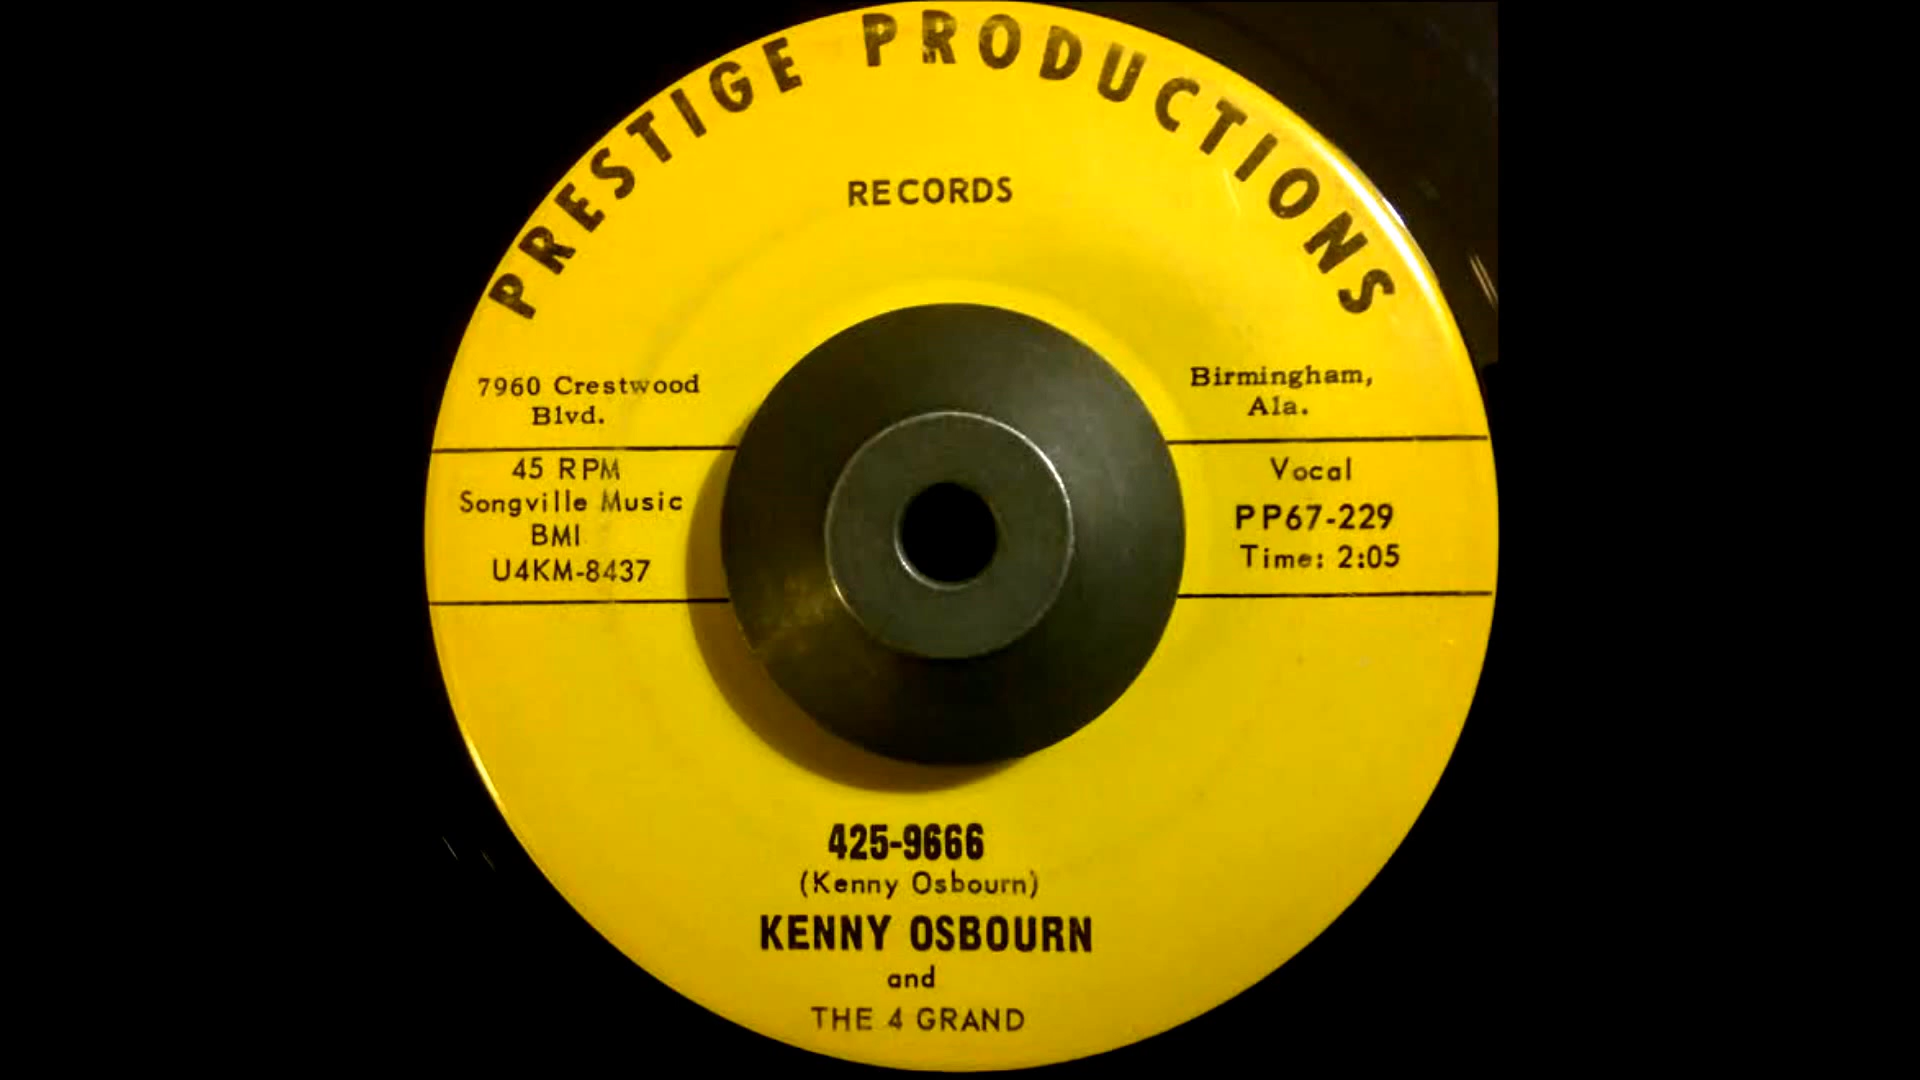 PRESTIGE PRODUCTIONS
RECORDS
7960 Crestwood
Blvd.
Birmingham,
Ala.
45 RPM
Songville Music
BMI
U4KM-8437
Vocal
PP67-229
Time: 2:05
425-9666
(Kenny Osbourn)
KENNY OSBOURN
and
THE 4 GRAND